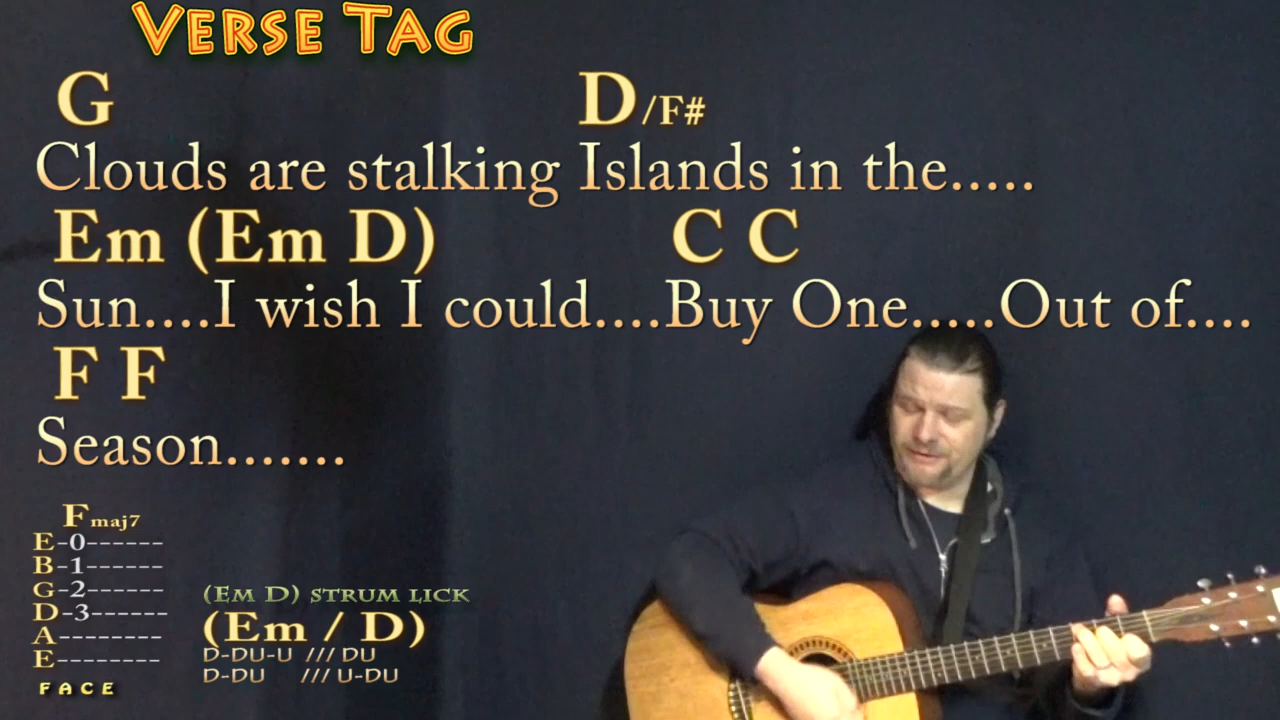 VERSE TAG
G D/F#
Clouds are stalking Islands in the.....
Em (Em D) C C
Sun....I wish I could....Buy One.....Out of....
F F
Season.......
Fmaj7
E-0------
B-1------
G-2------
D-3------
A--------
E--------
FACE
(EM D) STRUM LICK
(Em / D)
D-DU-U /// DU
D-DU /// U-DU